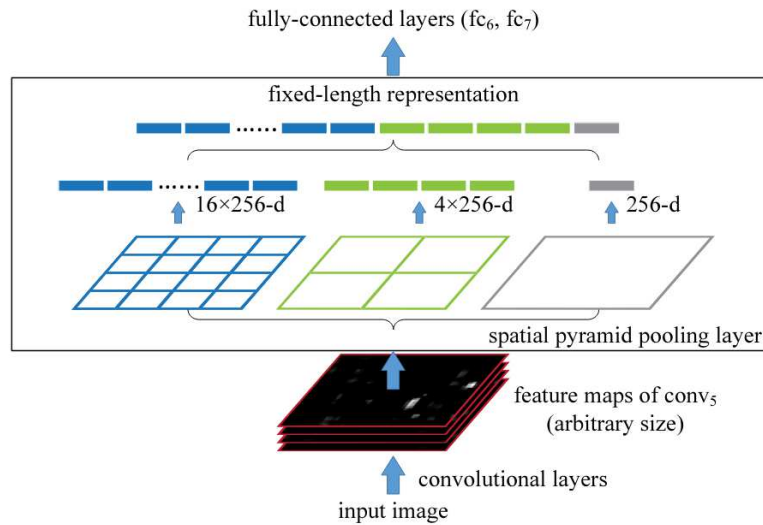 fully-connected layers (fc6, fc7)
fixed-length representation
......
......
16×256-d
4×256-d
256-d
spatial pyramid pooling layer
feature maps of conv5
(arbitrary size)
convolutional layers
input image